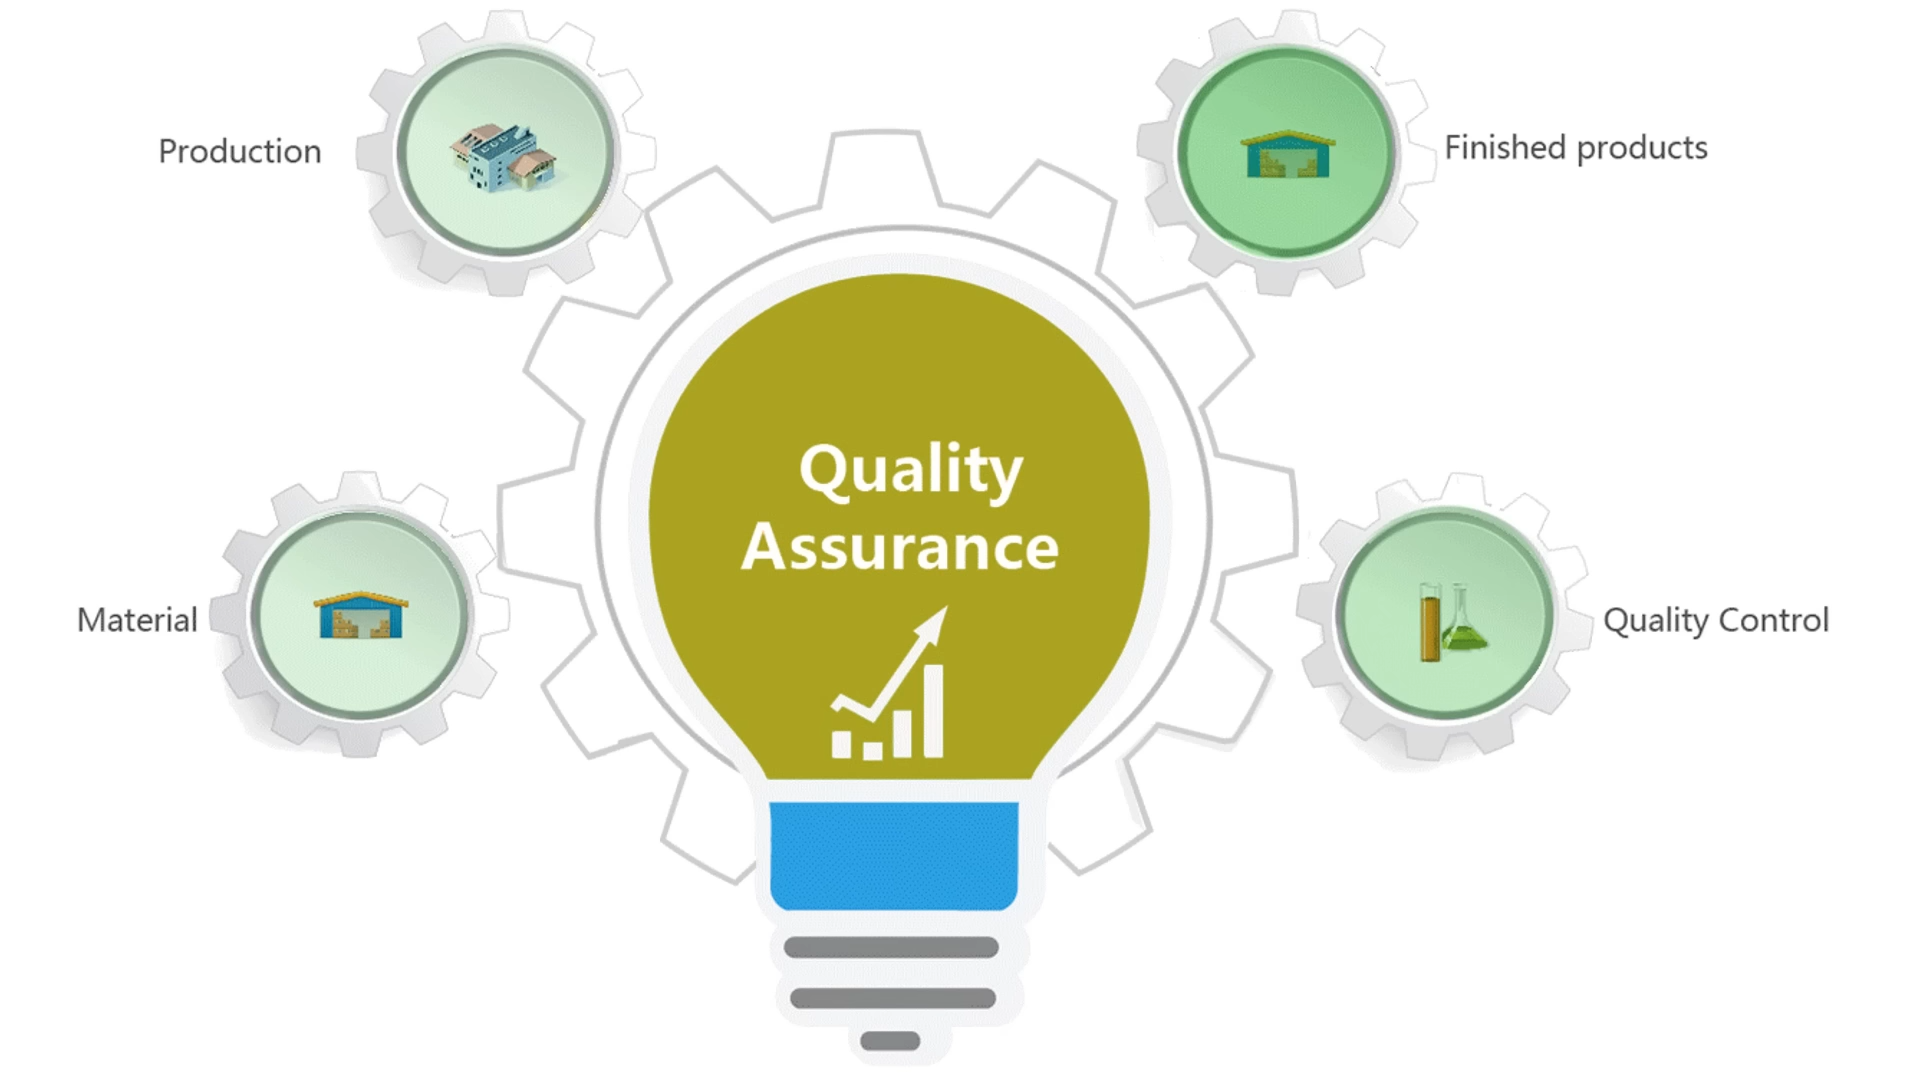 Production
Finished products
Quality
Assurance
Material
Quality Control